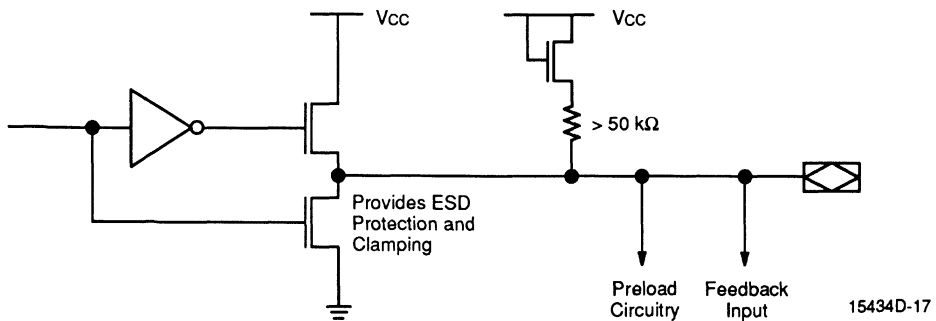 Vcc
Vcc
> 50 kΩ
Provides ESD
Protection and
Clamping
Preload
Circuitry
Feedback
Input
15434D-17